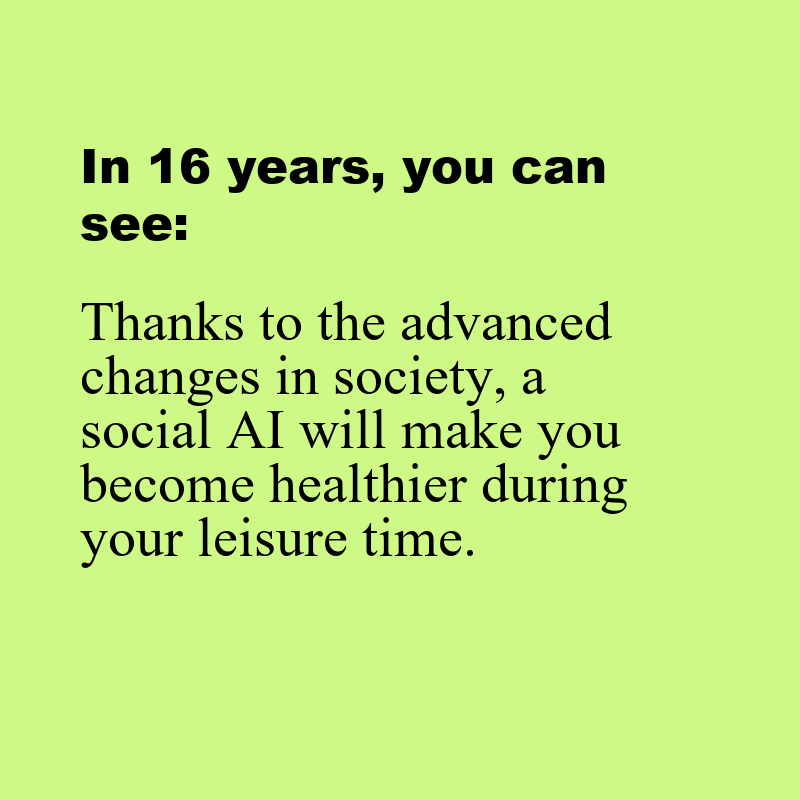 In 16 years, you can
see:
Thanks to the advanced
changes in society, a
social AI will make you
become healthier during
your leisure time.